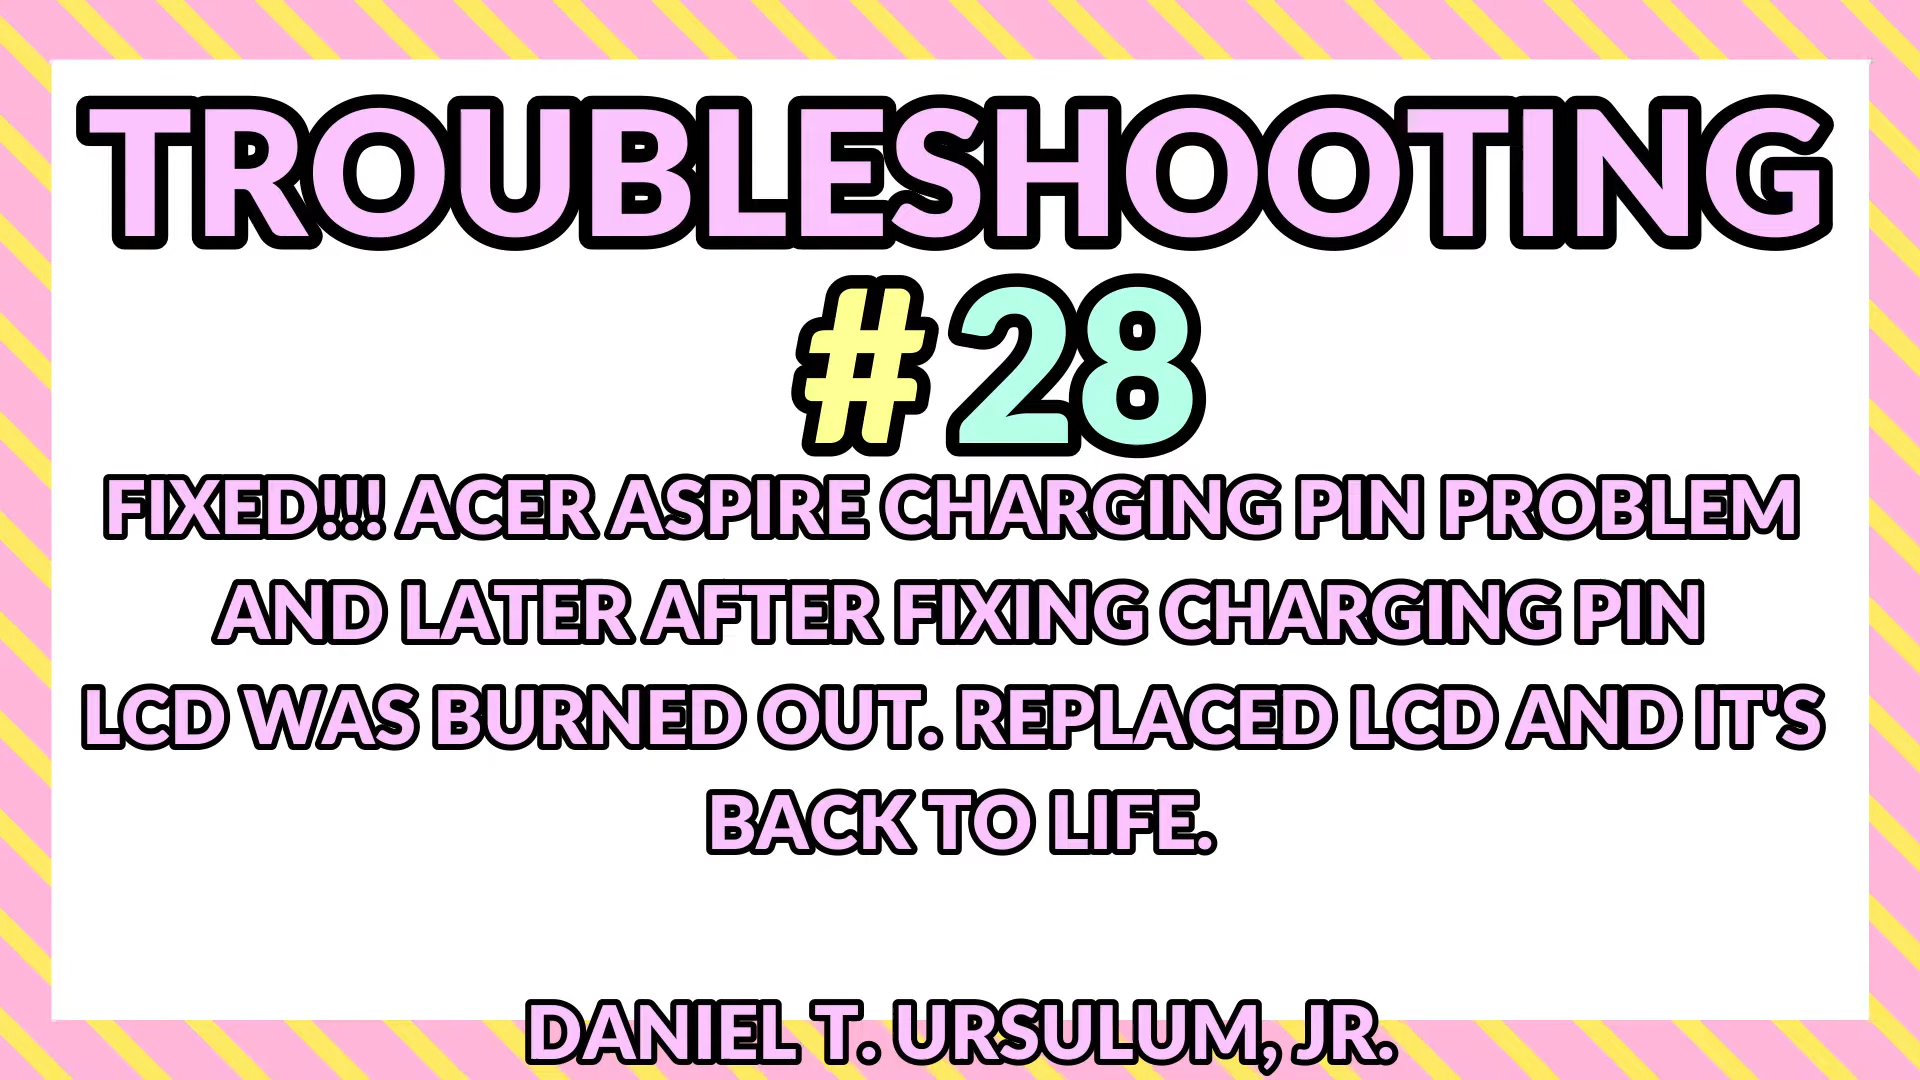 TROUBLESHOOTING
#28
FIXED!!! ACER ASPIRE CHARGING PIN PROBLEM
AND LATER AFTER FIXING CHARGING PIN
LCD WAS BURNED OUT. REPLACED LCD AND IT'S
BACK TO LIFE.
DANIEL T. URSULUM, JR.